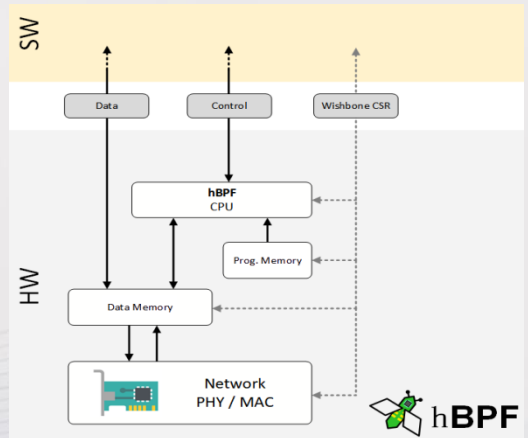 SW
Data
Control
Wishbone CSR
hBPF
CPU
Prog. Memory
HW
Data Memory
Network
PHY / MAC
hBPF